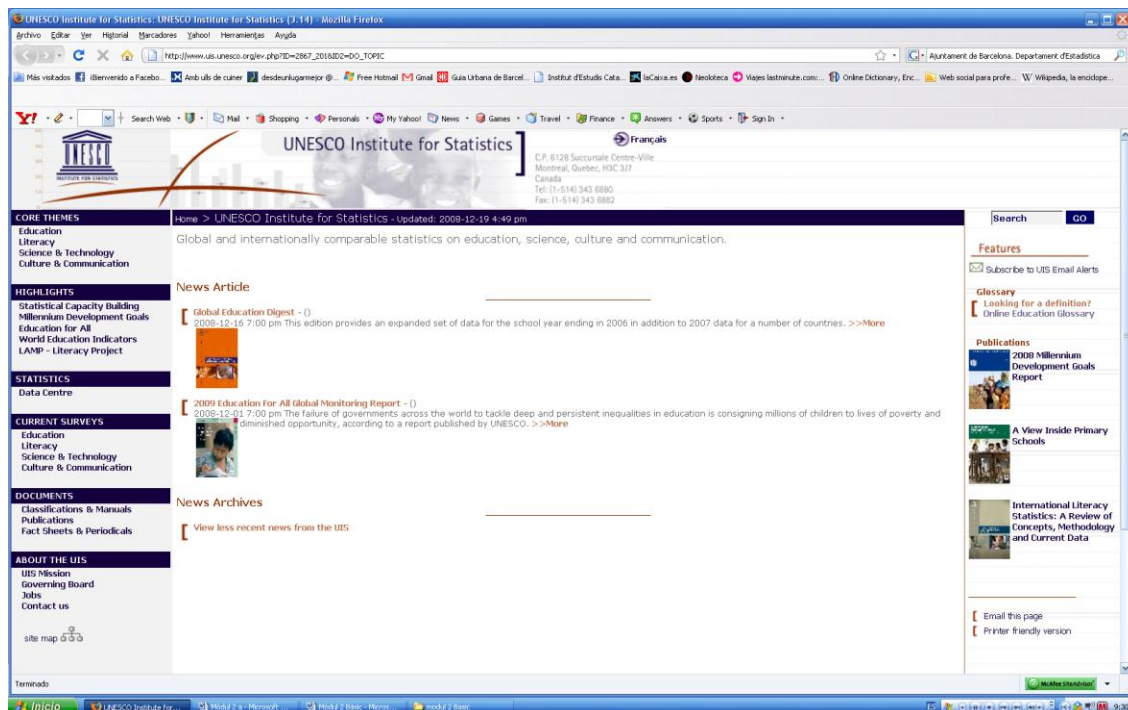 UNESCO Institute for Statistics: UNESCO Institute for Statistics (3.14) - Mozilla Firefox
Archivo Editar Ver Historial Marcadores Yahoo! Herramientas Ayuda
http://www.uis.unesco.org/ev.php?ID=2867_201&ID2=DO_TOPIC
Ajuntament de Barcelona. Departament d'Estadística
Más visitados
¡Bienvenido a Facebo...
Amb ulls de cuiner
desdeunlugarmejor @...
Free Hotmail
Gmail
Guia Urbana de Barcel...
Institut d'Estudis Cata...
laCaixa.es
Neoloteca
Viajes lastminute.com:...
Online Dictionary, Enc...
Web social para profe...
Wikipedia, la enciclope...
Y! Search Web Mail Shopping Personals My Yahoo! News Games Travel Finance Answers Sports Sign In
UNESCO
INSTITUTE FOR STATISTICS
UNESCO Institute for Statistics
Français
C.P. 6128 Succursale Centre-Ville
Montreal, Quebec, H3C 3J7
Canada
Tel: (1-514) 343 6880
Fax: (1-514) 343 6882
CORE THEMES
Education
Literacy
Science & Technology
Culture & Communication
HIGHLIGHTS
Statistical Capacity Building
Millennium Development Goals
Education for All
World Education Indicators
LAMP - Literacy Project
STATISTICS
Data Centre
CURRENT SURVEYS
Education
Literacy
Science & Technology
Culture & Communication
DOCUMENTS
Classifications & Manuals
Publications
Fact Sheets & Periodicals
ABOUT THE UIS
UIS Mission
Governing Board
Jobs
Contact us
site map
Home > UNESCO Institute for Statistics - Updated: 2008-12-19 4:49 pm
Global and internationally comparable statistics on education, science, culture and communication.
News Article
Global Education Digest - ()
2008-12-16 7:00 pm This edition provides an expanded set of data for the school year ending in 2006 in addition to 2007 data for a number of countries. >>More
2009 Education For All Global Monitoring Report - ()
2008-12-01 7:00 pm The failure of governments across the world to tackle deep and persistent inequalities in education is consigning millions of children to lives of poverty and
diminished opportunity, according to a report published by UNESCO. >>More
News Archives
View less recent news from the UIS
Search GO
Features
Subscribe to UIS Email Alerts
Glossary
Looking for a definition?
Online Education Glossary
Publications
2008 Millennium
Development Goals
Report
A View Inside Primary
Schools
International Literacy
Statistics: A Review of
Concepts, Methodology
and Current Data
Email this page
Printer friendly version
Terminado
McAfee SiteAdvisor
Inicio
UNESCO Institute for...
Modul 2 a - Microsoft ...
Modul 2 Bàsic - Micros...
modul 2 Basic
9:30